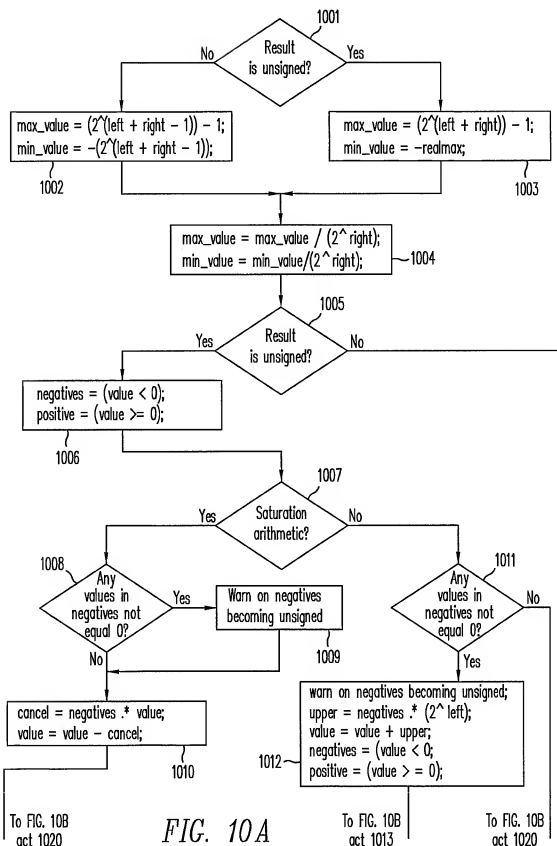 1001
Result
is unsigned?
No
Yes
max_value = (2^(left + right - 1)) - 1;
min_value = -(2^(left + right - 1));
1002
max_value = (2^(left + right)) - 1;
min_value = -realmax;
1003
max_value = max_value / (2^ right);
min_value = min_value/(2^ right);
1004
1005
Result
is unsigned?
Yes
No
negatives = (value < 0);
positive = (value >= 0);
1006
1007
Saturation
arithmetic?
Yes
No
1008
Any
values in
negatives not
equal 0?
Yes
No
Warn on negatives
becoming unsigned
1009
1011
Any
values in
negatives not
equal 0?
No
Yes
cancel = negatives .* value;
value = value - cancel;
1010
warn on negatives becoming unsigned;
upper = negatives .* (2^ left);
value = value + upper;
negatives = (value < 0;
positive = (value > = 0);
1012
To FIG. 10B
act 1020
FIG. 10A
To FIG. 10B
act 1013
To FIG. 10B
act 1020